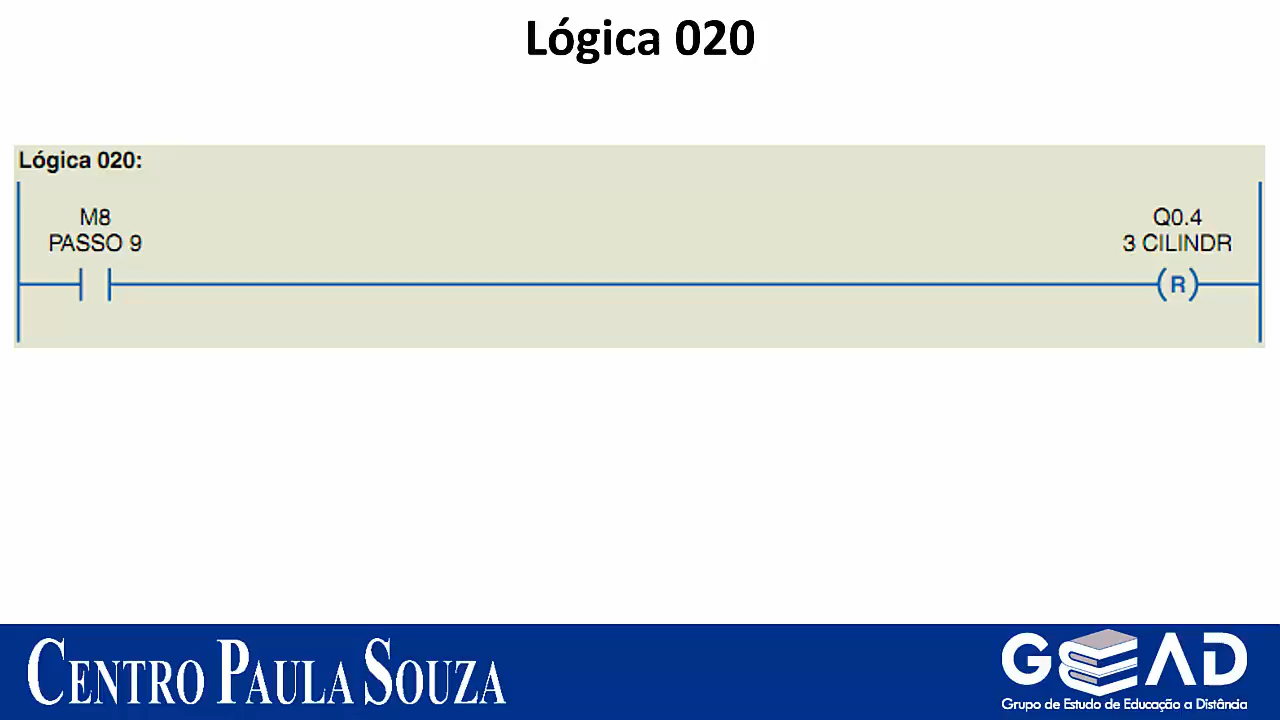 Lógica 020
Lógica 020:
M8
PASSO 9
Q0.4
3 CILINDR
R
CENTRO PAULA SOUZA
GEAD
Grupo de Estudo de Educação a Distância